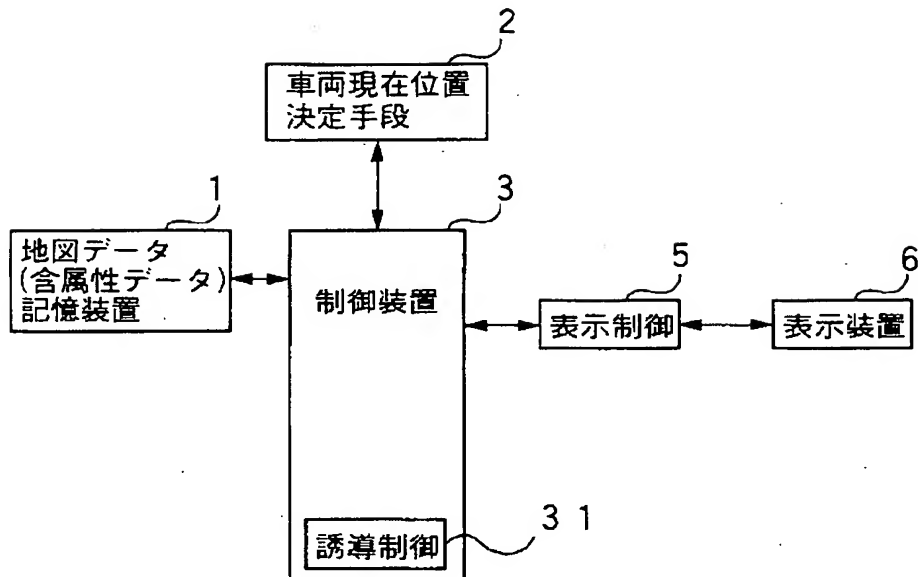 2
車両現在位置
決定手段
1
地図データ
(含属性データ)
記憶装置
3
制御装置
5
表示制御
6
表示装置
誘導制御
3 1